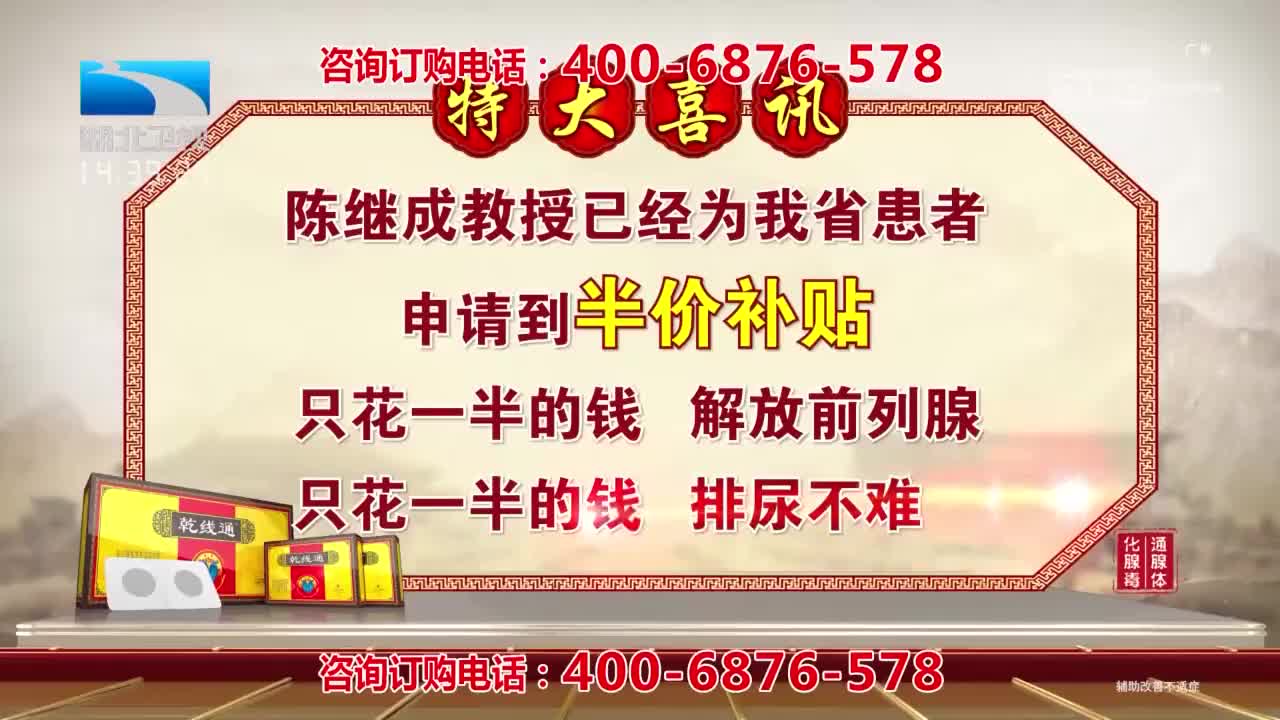 咨询订购电话：400-6876-578
湖北卫视
特大喜讯
陈继成教授已经为我省患者
申请到半价补贴
只花一半的钱 解放前列腺
只花一半的钱 排尿不难
乾线通
乾线通
通腺体
化腺毒
咨询订购电话：400-6876-578
辅助改善不适症